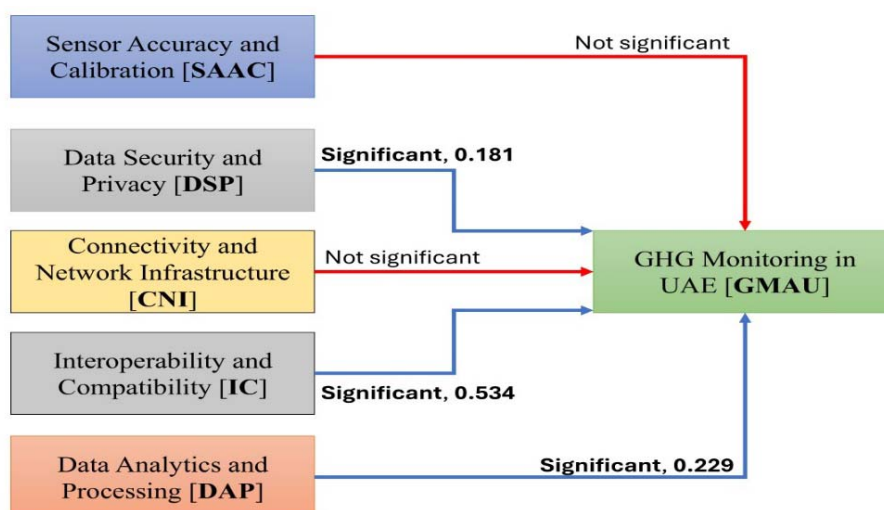 Sensor Accuracy and
Calibration [SAAC]
Not significant
Data Security and
Privacy [DSP]
Significant, 0.181
Connectivity and
Network Infrastructure
[CNI]
Not significant
GHG Monitoring in
UAE [GMAU]
Interoperability and
Compatibility [IC]
Significant, 0.534
Data Analytics and
Processing [DAP]
Significant, 0.229